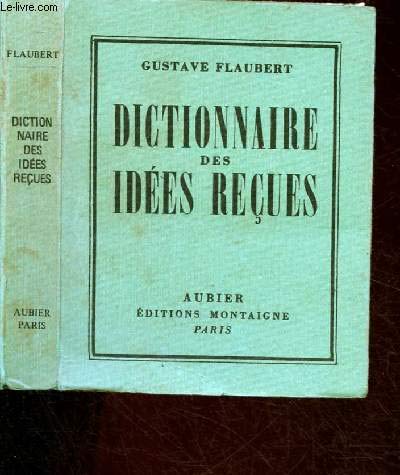 © le-livre.com
FLAUBERT
DICTION
NAIRE
DES
IDÉES
REÇUES
AUBIER
PARIS
GUSTAVE FLAUBERT
DICTIONNAIRE
DES
IDÉES REÇUES
AUBIER
ÉDITIONS MONTAIGNE
PARIS